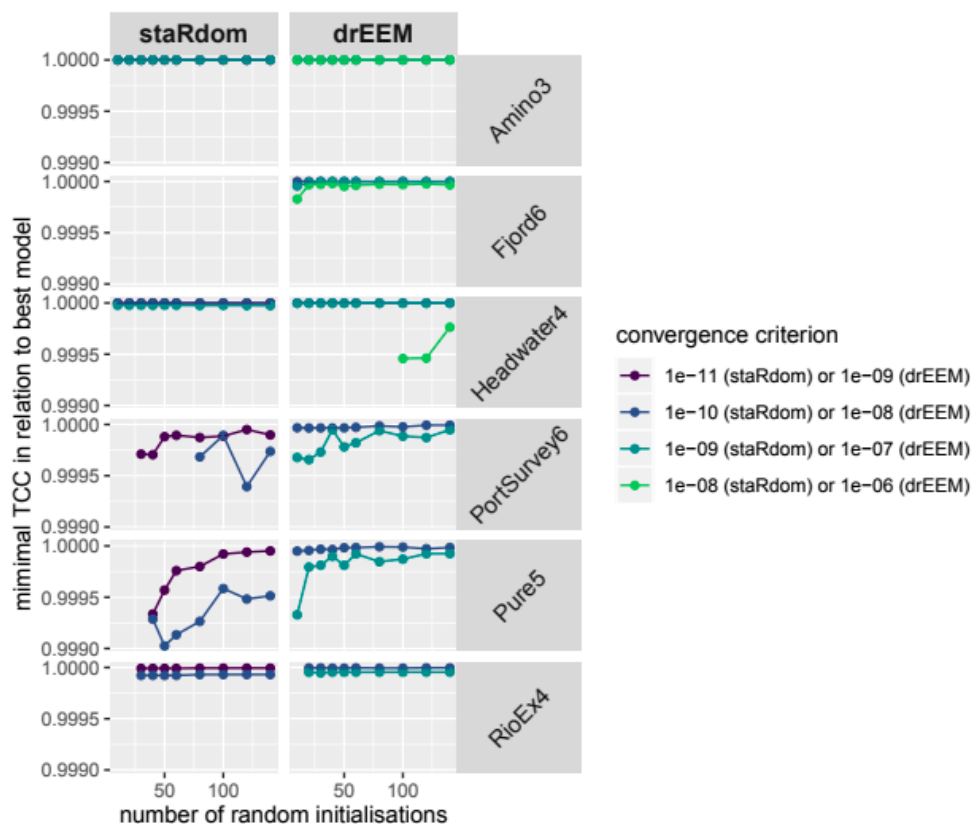 staRdom drEEM
1.0000
0.9995
0.9990
Amino3
1.0000
0.9995
0.9990
Fjord6
1.0000
0.9995
0.9990
Headwater4
1.0000
0.9995
0.9990
PortSurvey6
1.0000
0.9995
0.9990
Pure5
1.0000
0.9995
0.9990
RioEx4
50 100 50 100
number of random initialisations
mimimal TCC in relation to best model
convergence criterion
1e−11 (staRdom) or 1e−09 (drEEM)
1e−10 (staRdom) or 1e−08 (drEEM)
1e−09 (staRdom) or 1e−07 (drEEM)
1e−08 (staRdom) or 1e−06 (drEEM)